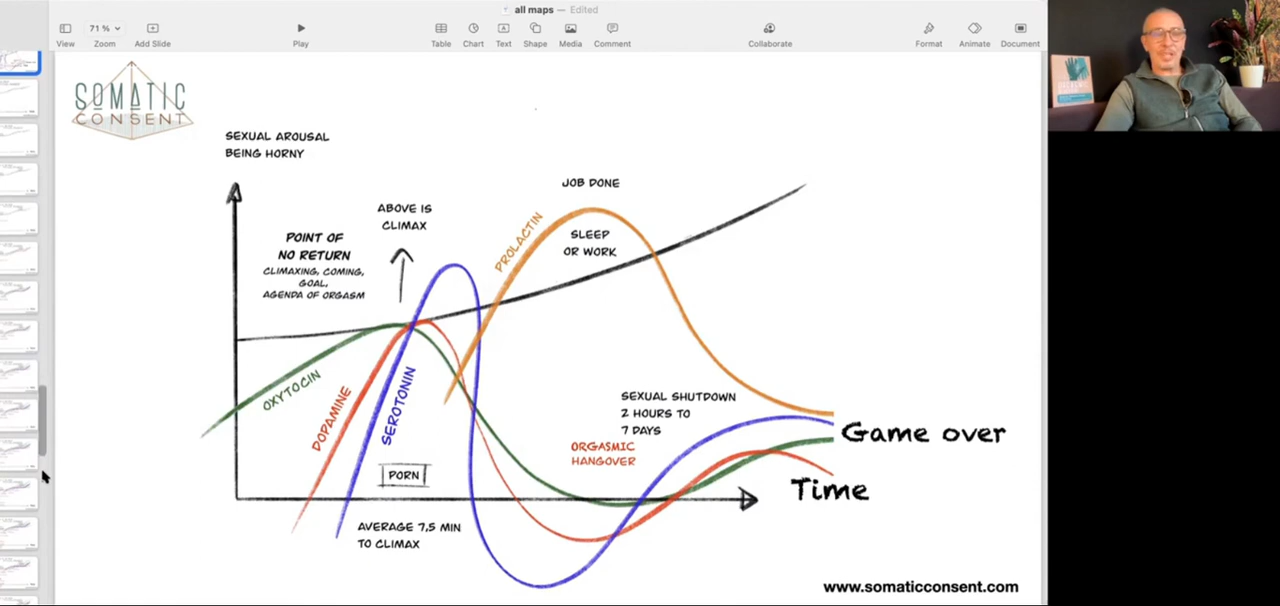 all maps — Edited
71 %
View
Zoom
Add Slide
Play
Table
Chart
Text
Shape
Media
Comment
Collaborate
Format
Animate
Document
SOMATIC
CONSENT
SEXUAL AROUSAL
BEING HORNY
JOB DONE
ABOVE IS
CLIMAX
POINT OF
NO RETURN
CLIMAXING, COMING,
GOAL,
AGENDA OF ORGASM
PROLACTIN
SLEEP
OR WORK
OXYTOCIN
DOPAMINE
SEROTONIN
SEXUAL SHUTDOWN
2 HOURS TO
7 DAYS
ORGASMIC
HANGOVER
Game over
PORN
Time
AVERAGE 7,5 MIN
TO CLIMAX
www.somaticconsent.com